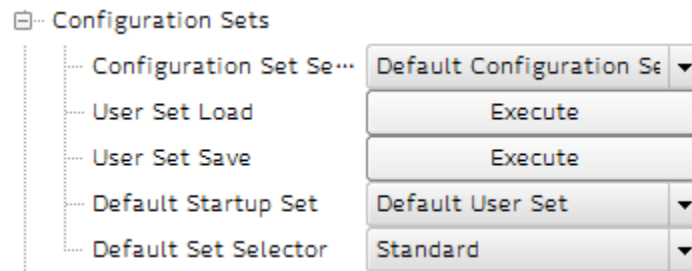 Configuration Sets
Configuration Set Se… Default Configuration Se
User Set Load Execute
User Set Save Execute
Default Startup Set Default User Set
Default Set Selector Standard